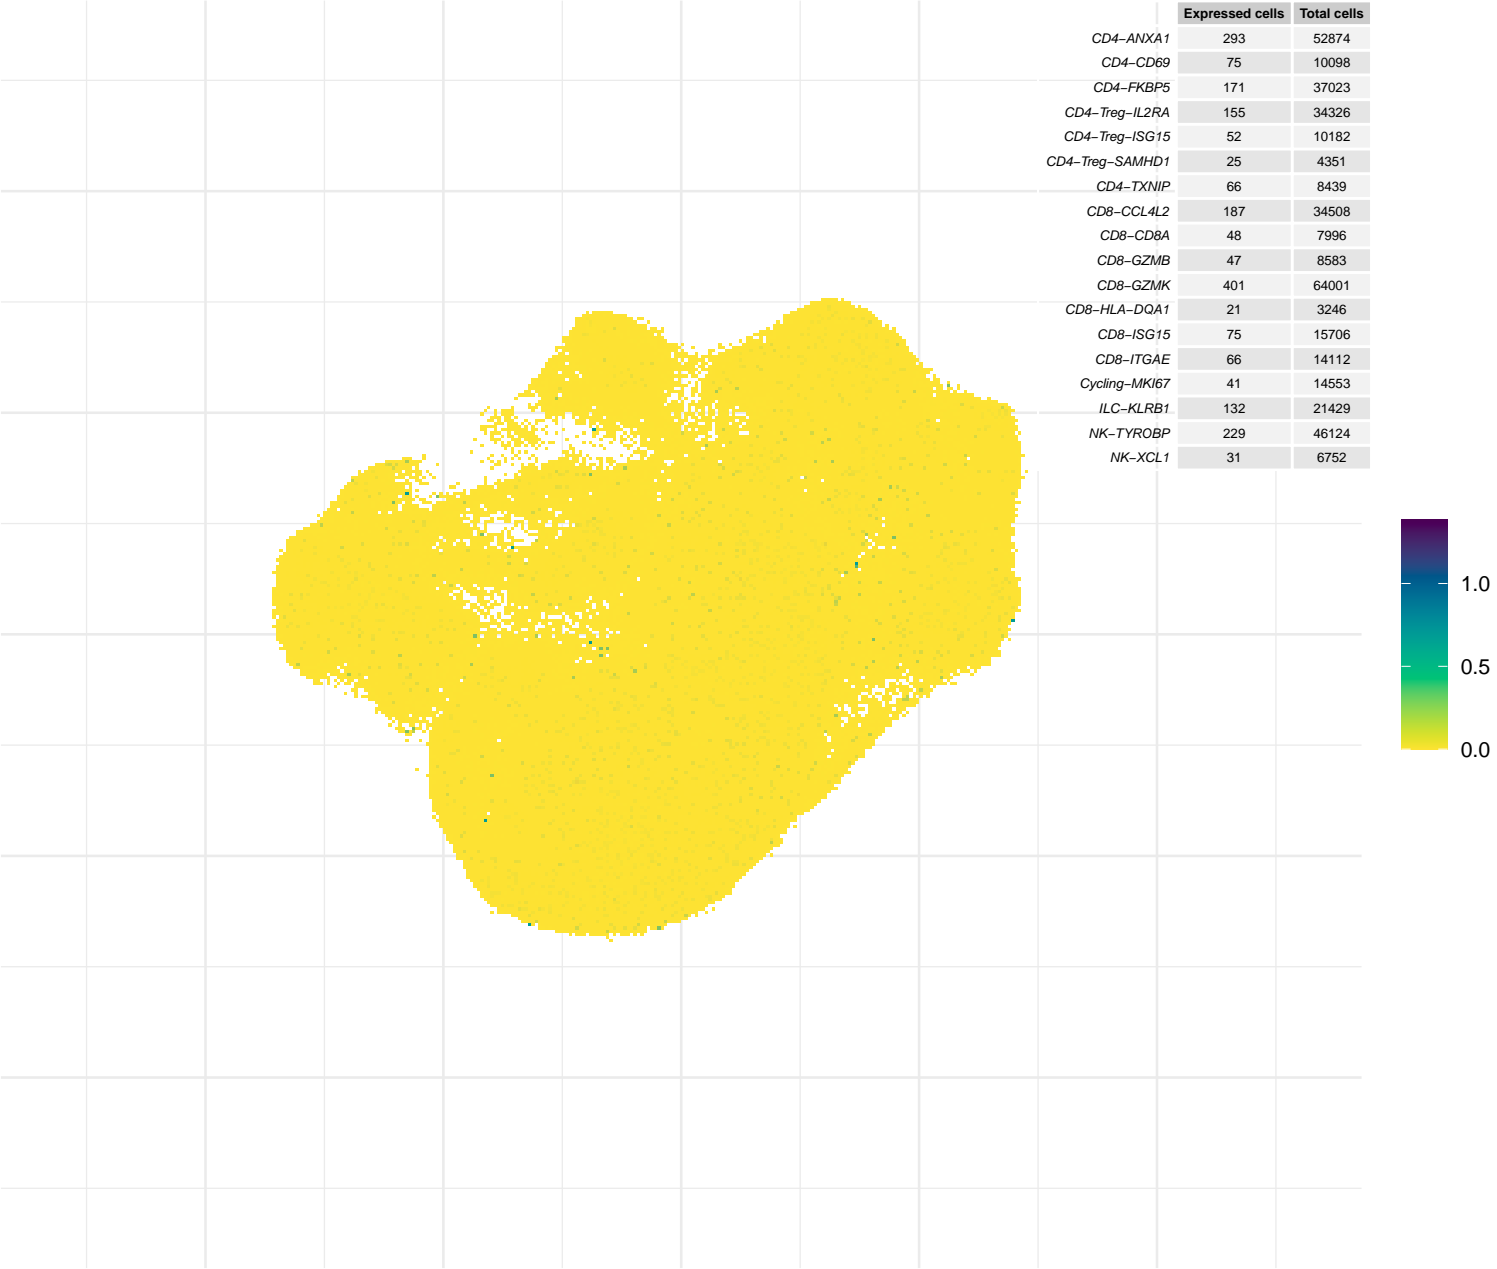 Expressed cells Total cells
CD4−ANXA1 293 52874
CD4−CD69 75 10098
CD4−FKBP5 171 37023
CD4−Treg−IL2RA 155 34326
CD4−Treg−ISG15 52 10182
CD4−Treg−SAMHD1 25 4351
CD4−TXNIP 66 8439
CD8−CCL4L2 187 34508
CD8−CD8A 48 7996
CD8−GZMB 47 8583
CD8−GZMK 401 64001
CD8−HLA−DQA1 21 3246
CD8−ISG15 75 15706
CD8−ITGAE 66 14112
Cycling−MKI67 41 14553
ILC−KLRB1 132 21429
NK−TYROBP 229 46124
NK−XCL1 31 6752
1.0
0.5
0.0